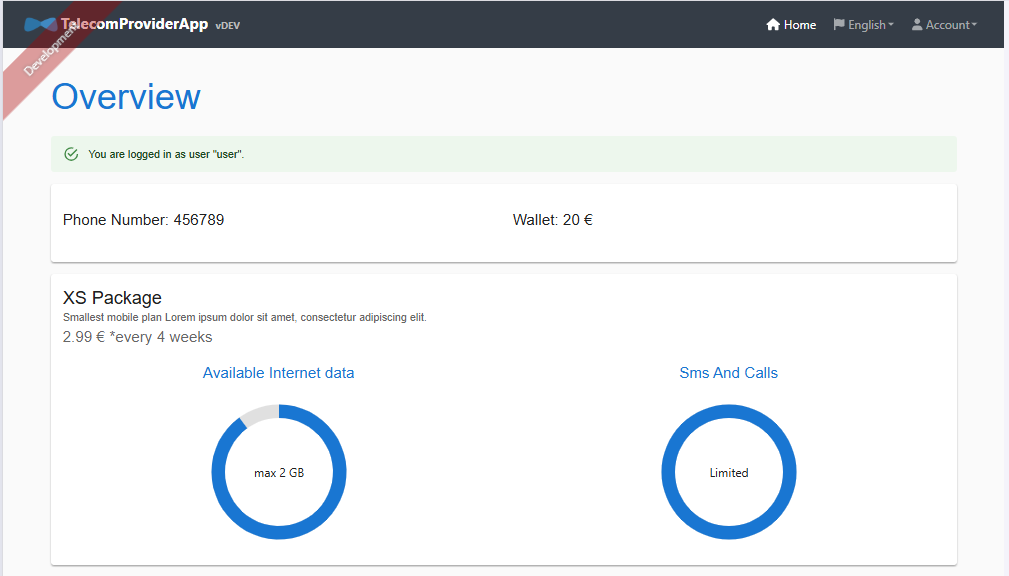 TelecomProviderApp vDEV
Home English Account
Development
Overview
You are logged in as user "user".
Phone Number: 456789 Wallet: 20 €
XS Package
Smallest mobile plan Lorem ipsum dolor sit amet, consectetur adipiscing elit.
2.99 € *every 4 weeks
Available Internet data Sms And Calls
max 2 GB Limited